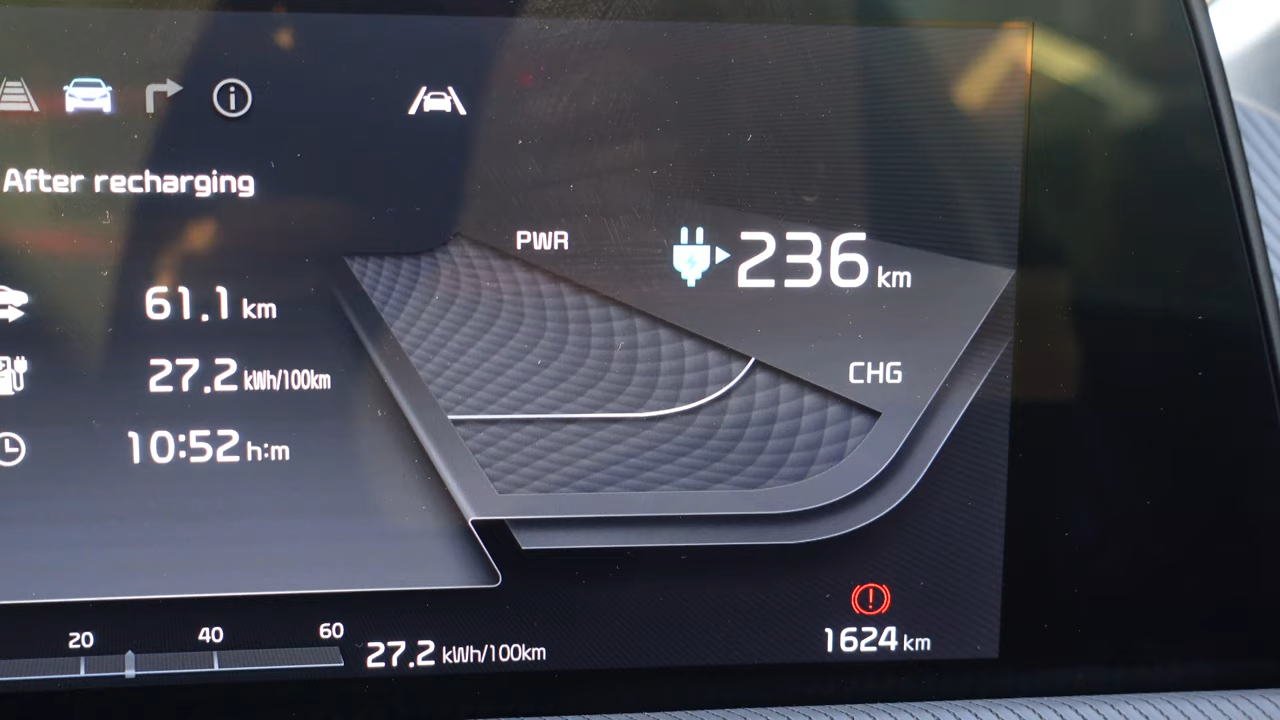 After recharging
PWR
236 km
61.1 km
27.2 kWh/100km
CHG
10:52 h:m
20 40 60
27.2 kWh/100km
1624 km